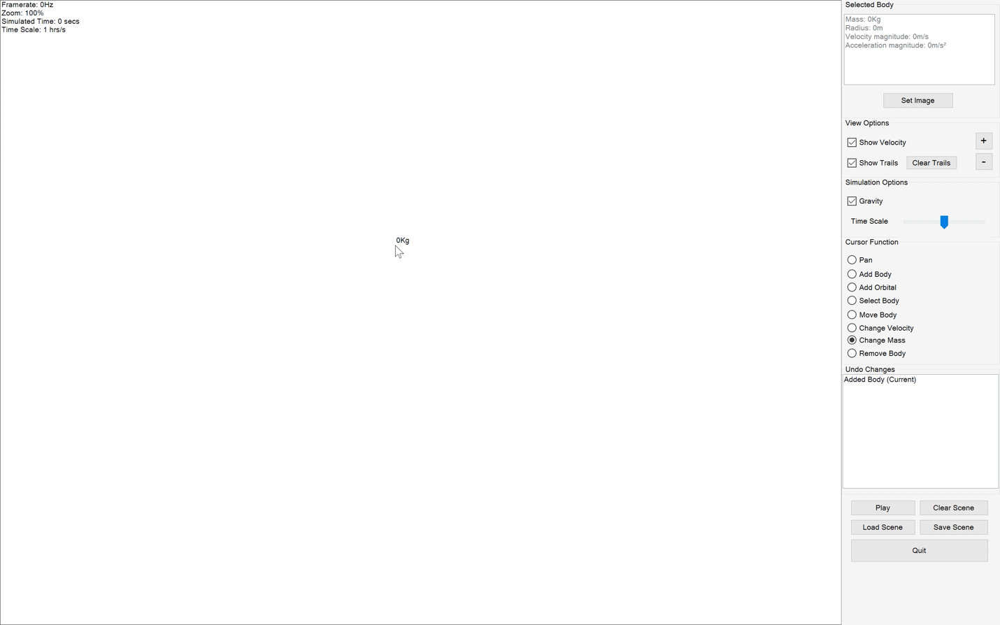 Framerate: 0Hz
Zoom: 100%
Simulated Time: 0 secs
Time Scale: 1 hrs/s
0Kg
Selected Body
Mass: 0Kg
Radius: 0m
Velocity magnitude: 0m/s
Acceleration magnitude: 0m/s²
Set Image
View Options
Show Velocity
+
Show Trails Clear Trails
-
Simulation Options
Gravity
Time Scale
Cursor Function
Pan
Add Body
Add Orbital
Select Body
Move Body
Change Velocity
Change Mass
Remove Body
Undo Changes
Added Body (Current)
Play Clear Scene
Load Scene Save Scene
Quit